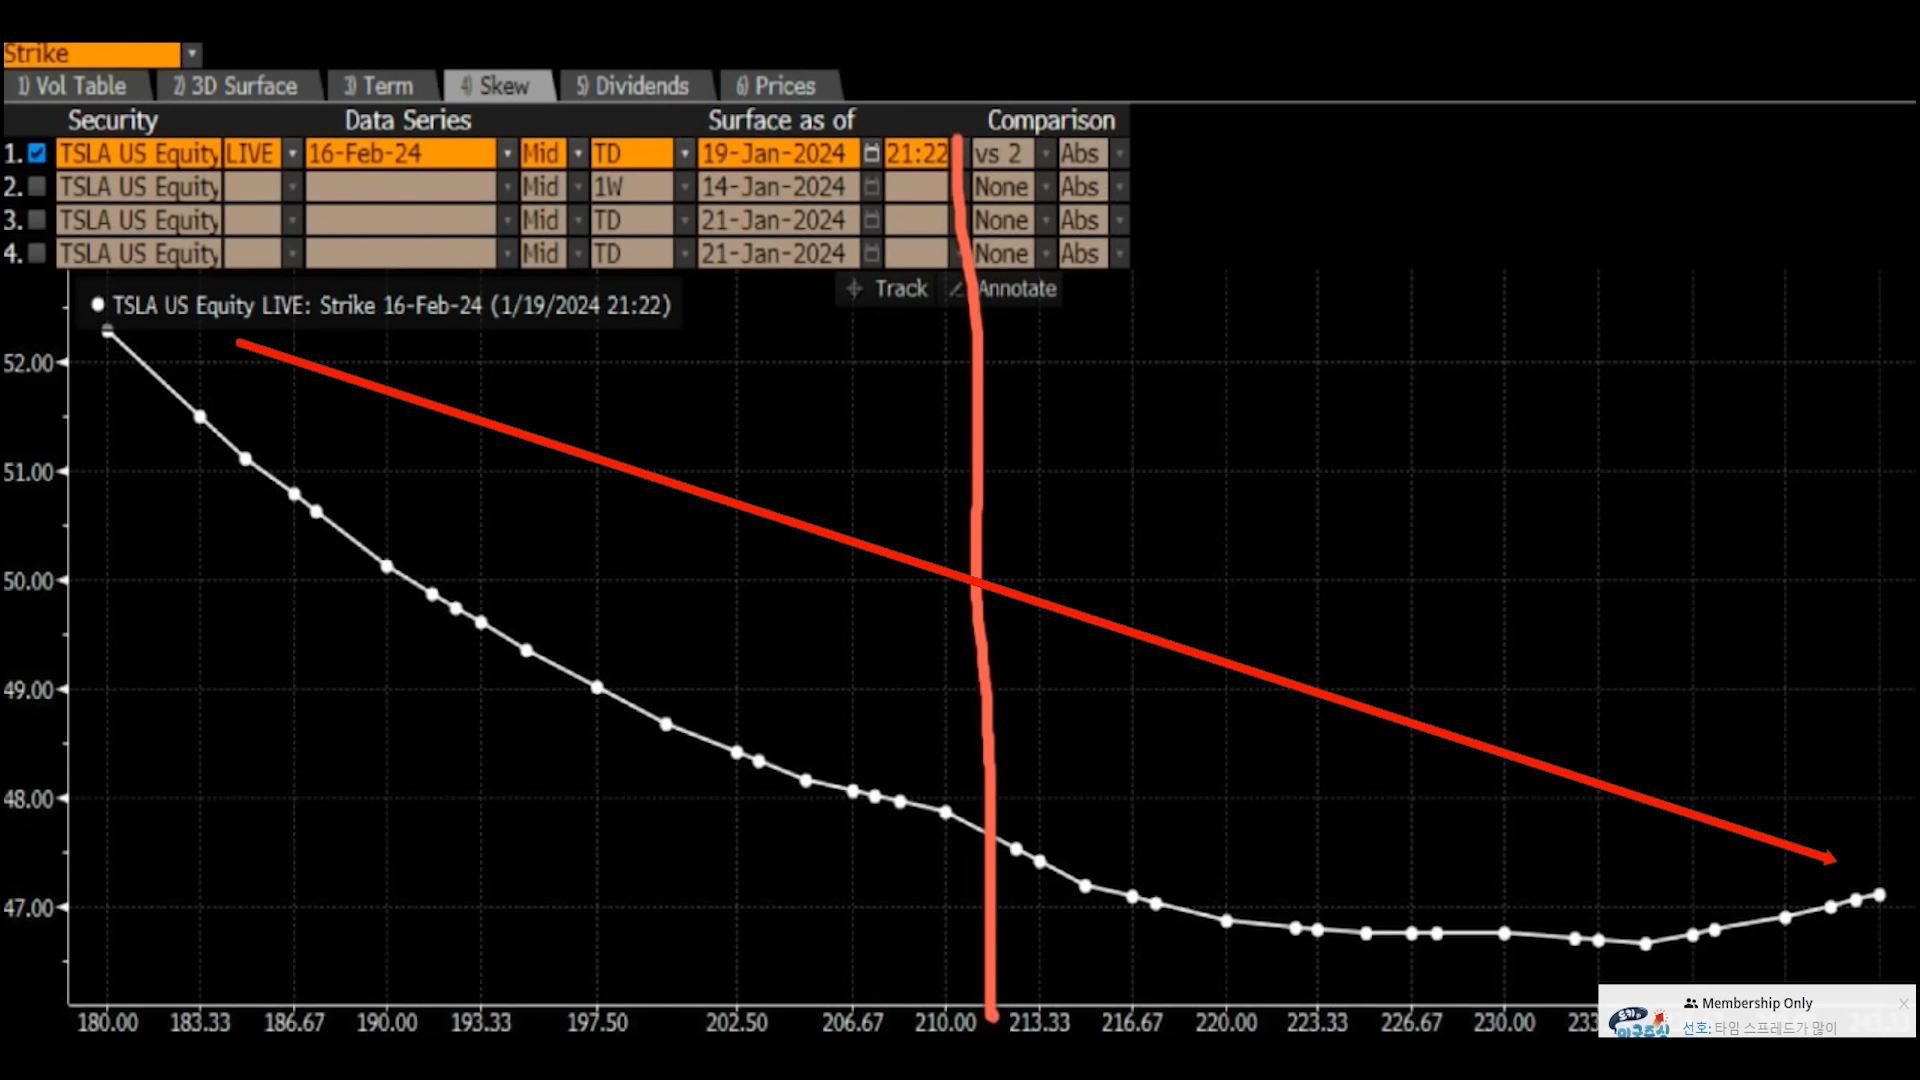 Strike
1) Vol Table 2) 3D Surface 3) Term 4) Skew 5) Dividends 6) Prices
Security Data Series Surface as of Comparison
1. TSLA US Equity LIVE 16-Feb-24 Mid TD 19-Jan-2024 21:22 vs 2 Abs
2. TSLA US Equity Mid 1W 14-Jan-2024 None Abs
3. TSLA US Equity Mid TD 21-Jan-2024 None Abs
4. TSLA US Equity Mid TD 21-Jan-2024 None Abs
Track Annotate
TSLA US Equity LIVE: Strike 16-Feb-24 (1/19/2024 21:22)
52.00
51.00
50.00
49.00
48.00
47.00
180.00 183.33 186.67 190.00 193.33 197.50 202.50 206.67 210.00 213.33 216.67 220.00 223.33 226.67 230.00 233
Membership Only
미국주식
선호: 타임 스프레드가 많이